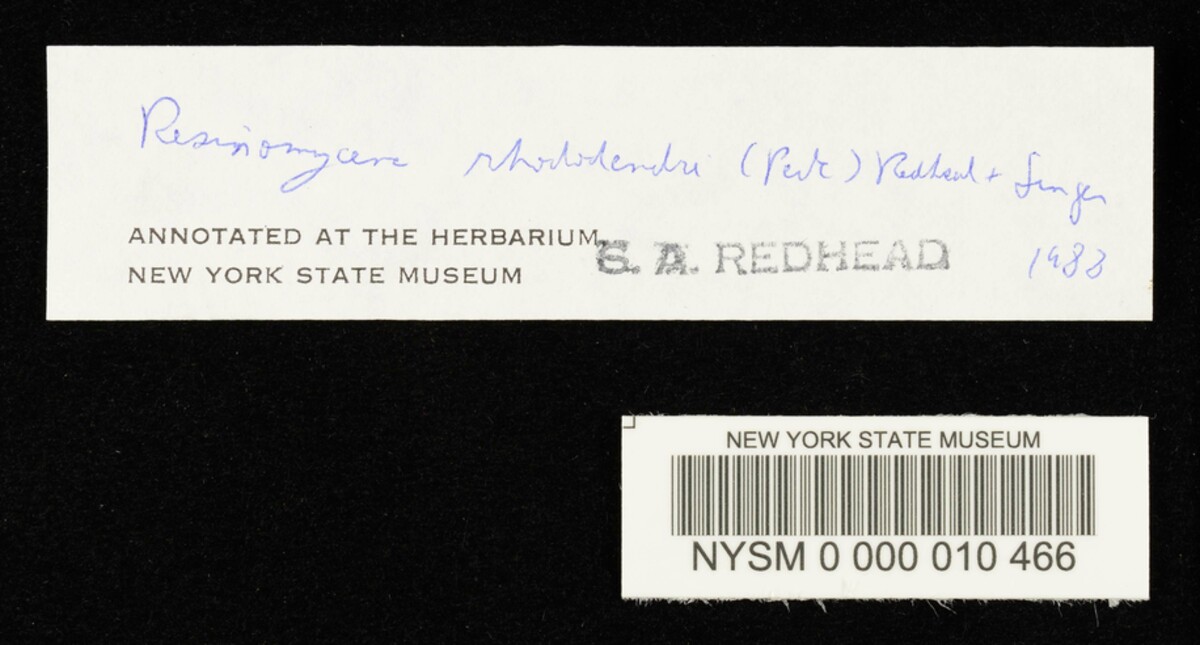 Resinomycena rhododendri (Peck) Redhead + Singer
ANNOTATED AT THE HERBARIUM
NEW YORK STATE MUSEUM
S. A. REDHEAD
1983
NEW YORK STATE MUSEUM
NYSM 0 000 010 466